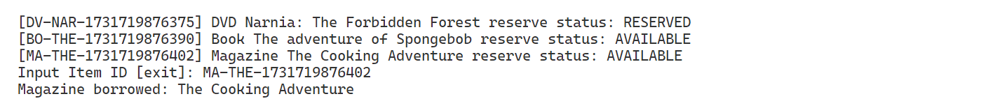 [DV-NAR-1731719876375] DVD Narnia: The Forbidden Forest reserve status: RESERVED
[BO-THE-1731719876390] Book The adventure of Spongebob reserve status: AVAILABLE
[MA-THE-1731719876402] Magazine The Cooking Adventure reserve status: AVAILABLE
Input Item ID [exit]: MA-THE-1731719876402
Magazine borrowed: The Cooking Adventure